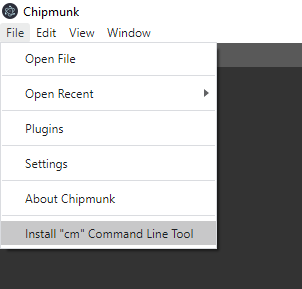 Chipmunk
File Edit View Window
Open File
Open Recent
Plugins
Settings
About Chipmunk
Install "cm" Command Line Tool